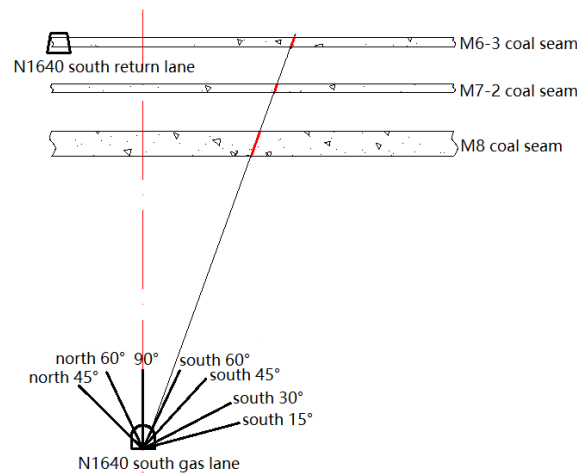 M6-3 coal seam
N1640 south return lane
M7-2 coal seam
M8 coal seam
north 60° 90° south 60°
north 45° south 45°
south 30°
south 15°
N1640 south gas lane